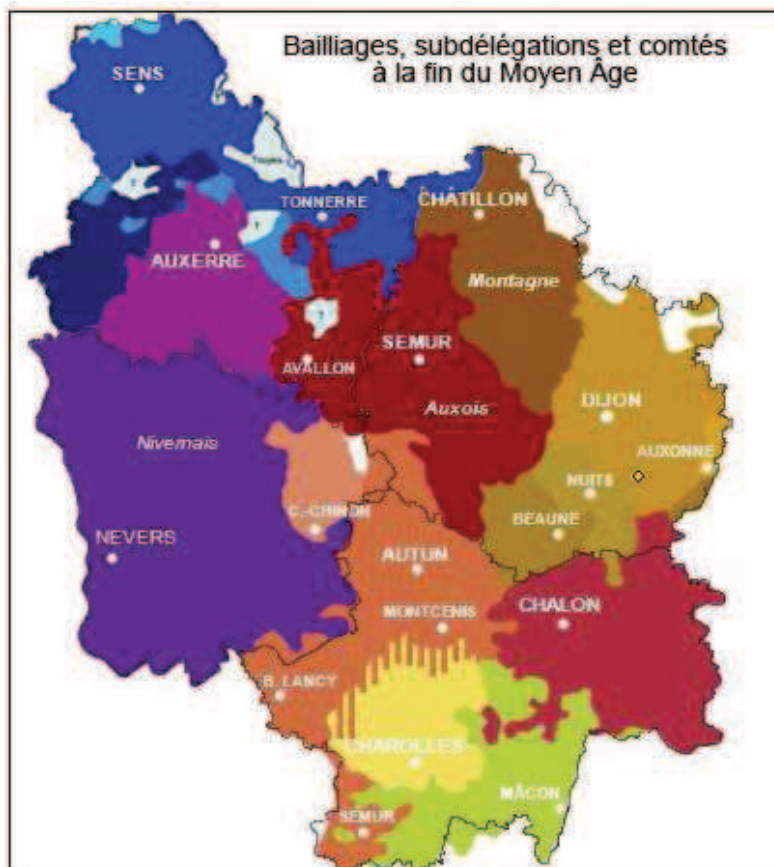 Bailliages, subdélégations et comtés
à la fin du Moyen Âge
SENS
Troyes
?
TONNERRE
CHÂTILLON
?
AUXERRE
Montagne
?
SEMUR
AVALLON
DIJON
Auxois
Nivernais
AUXONNE
NUITS
C.-CHINON
BEAUNE
NEVERS
AUTUN
CHALON
MONTCENIS
B. LANCY
CHAROLLES
MÂCON
SEMUR